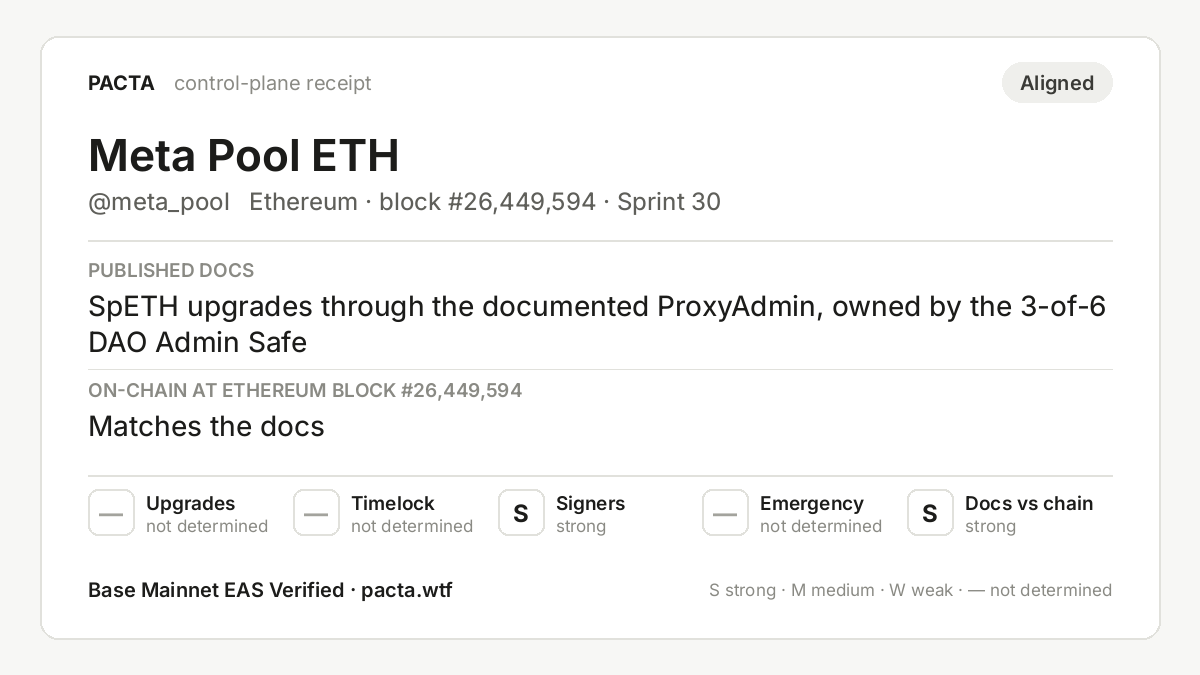 PACTA control-plane receipt Aligned
Meta Pool ETH
@meta_pool Ethereum · block #26,449,594 · Sprint 30
PUBLISHED DOCS
SpETH upgrades through the documented ProxyAdmin, owned by the 3-of-6
DAO Admin Safe
ON-CHAIN AT ETHEREUM BLOCK #26,449,594
Matches the docs
— Upgrades not determined
— Timelock not determined
S Signers strong
— Emergency not determined
S Docs vs chain strong
Base Mainnet EAS Verified · pacta.wtf
S strong · M medium · W weak · — not determined